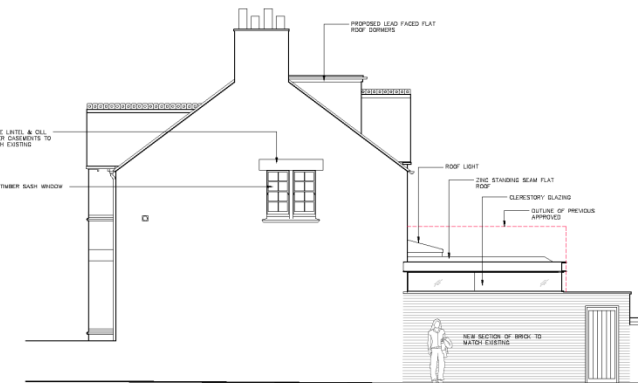 PROPOSED LEAD FACED FLAT
ROOF DORMERS
LINTEL & CILL
CASEMENTS TO
EXISTING
TIMBER SASH WINDOW
ROOF LIGHT
ZINC STANDING SEAM FLAT
ROOF
CLERESTORY GLAZING
OUTLINE OF PREVIOUS
APPROVED
NEW SECTION OF BRICK TO
MATCH EXISTING